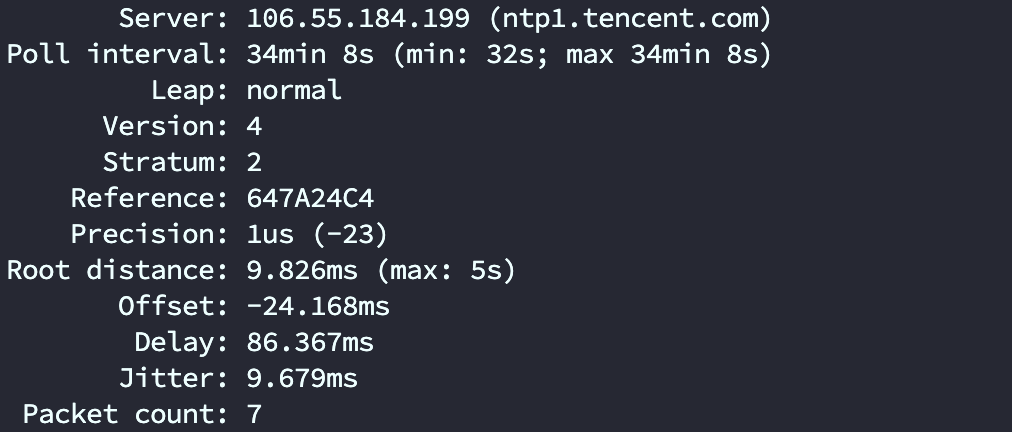 Server: 106.55.184.199 (ntp1.tencent.com)
Poll interval: 34min 8s (min: 32s; max 34min 8s)
Leap: normal
Version: 4
Stratum: 2
Reference: 647A24C4
Precision: 1us (-23)
Root distance: 9.826ms (max: 5s)
Offset: -24.168ms
Delay: 86.367ms
Jitter: 9.679ms
Packet count: 7